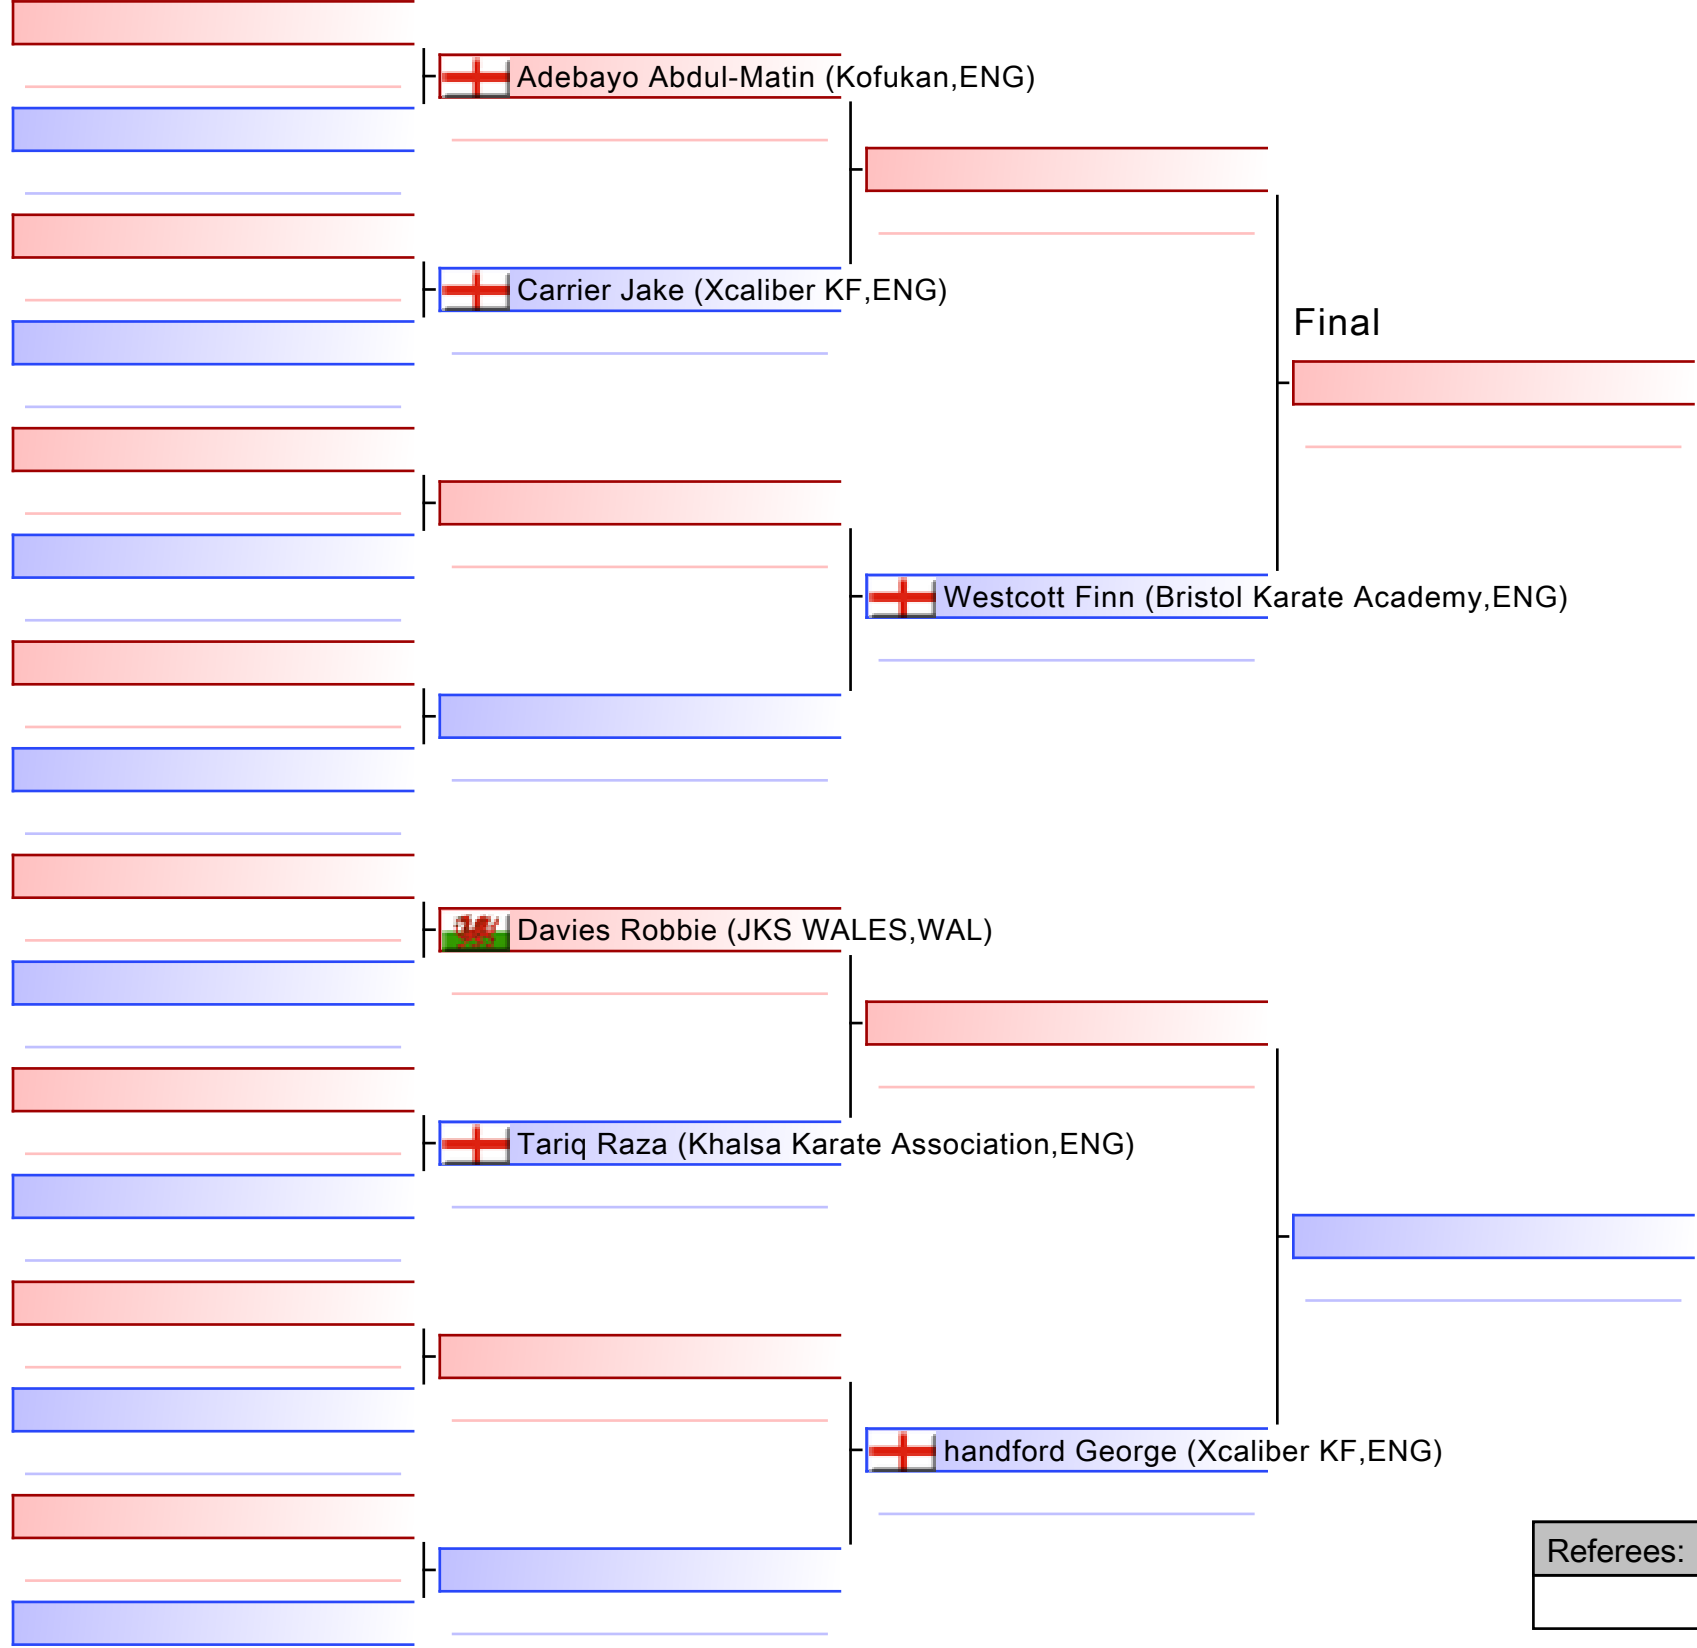 Adebayo Abdul-Matin (Kofukan,ENG)
Carrier Jake (Xcaliber KF,ENG)
Final
Westcott Finn (Bristol Karate Academy,ENG)
Davies Robbie (JKS WALES,WAL)
Tariq Raza (Khalsa Karate Association,ENG)
handford George (Xcaliber KF,ENG)
Referees: